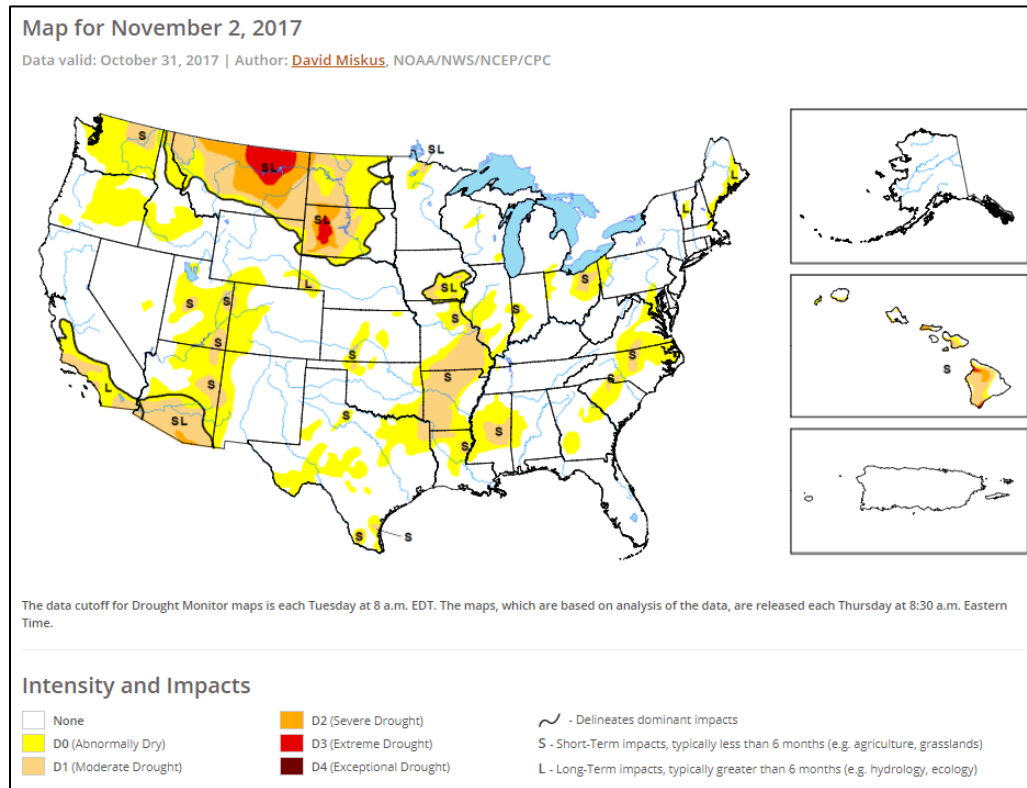 Map for November 2, 2017
Data valid: October 31, 2017 | Author: David Miskus, NOAA/NWS/NCEP/CPC
S
SL
SL
L
L
SL
S
L
SL
S
S
S
S
S
S
S
S
L
S
S
S
SL
S
S
S
S
S
S
The data cutoff for Drought Monitor maps is each Tuesday at 8 a.m. EDT. The maps, which are based on analysis of the data, are released each Thursday at 8:30 a.m. Eastern
Time.
Intensity and Impacts
None
D0 (Abnormally Dry)
D1 (Moderate Drought)
D2 (Severe Drought)
D3 (Extreme Drought)
D4 (Exceptional Drought)
- Delineates dominant impacts
S - Short-Term impacts, typically less than 6 months (e.g. agriculture, grasslands)
L - Long-Term impacts, typically greater than 6 months (e.g. hydrology, ecology)